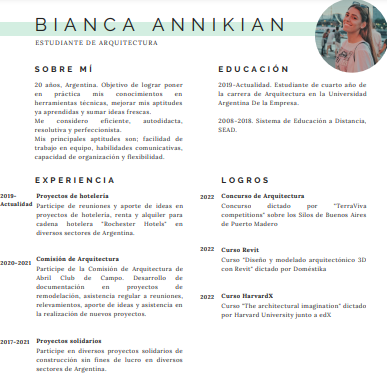 BIANCA ANNIKIAN
ESTUDIANTE DE ARQUITECTURA
SOBRE MÍ
20 años, Argentina. Objetivo de lograr poner
en práctica mis conocimientos en
herramientas técnicas, mejorar mis aptitudes
ya aprendidas y sumar ideas frescas.
Me considero eficiente, autodidacta,
resolutiva y perfeccionista.
Mis principales aptitudes son; facilidad de
trabajo en equipo, habilidades comunicativas,
capacidad de organización y flexibilidad.
EDUCACIÓN
2019-Actualidad. Estudiante de cuarto año de
la carrera de Arquitectura en la Universidad
Argentina De la Empresa.
2008-2018. Sistema de Educación a Distancia,
SEAD.
EXPERIENCIA
2019-
Actualidad
Proyectos de hotelería
Participe de reuniones y aporte de ideas en
proyectos de hotelería, renta y alquiler para
cadena hotelera "Rochester Hotels" en
diversos sectores de Argentina.
2020-2021
Comisión de Arquitectura
Participe de la Comisión de Arquitectura de
Abril Club de Campo. Desarrollo de
documentación en proyectos de
remodelación, asistencia regular a reuniones,
relevamientos, aporte de ideas y asistencia en
la realización de nuevos proyectos.
2017-2021
Proyectos solidarios
Participe en diversos proyectos solidarios de
construcción sin fines de lucro en diversos
sectores de Argentina.
LOGROS
2022
Concurso de Arquitectura
Concurso dictado por "TerraViva
competitions" sobre los Silos de Buenos Aires
de Puerto Madero
2022
Curso Revit
Curso "Diseño y modelado arquitectónico 3D
con Revit" dictado por Doméstika
2022
Curso HarvardX
Curso "The architectural imagination" dictado
por Harvard University junto a edX